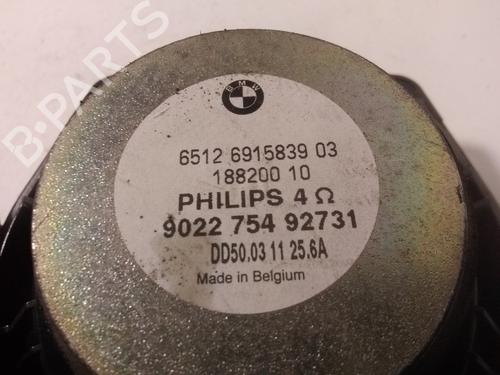 BMW
6512 6915839 03
188200 10
PHILIPS 4 Ω
9022 754 92731
DD50.03 11 25.6A
Made in Belgium
B-PARTS